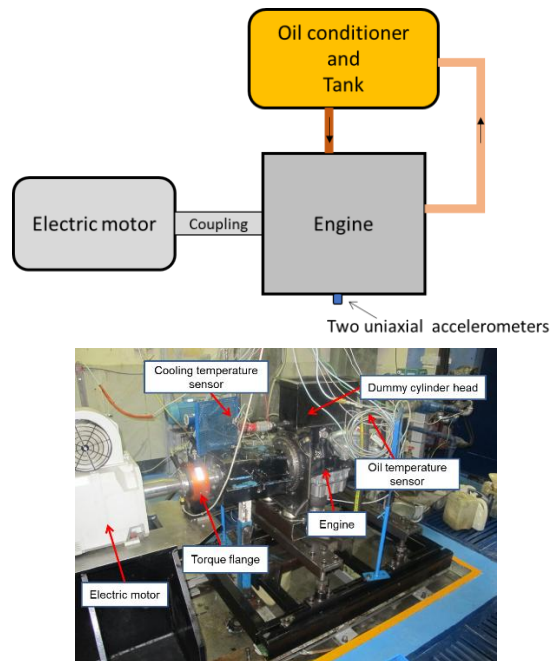 Oil conditioner
and
Tank
Electric motor
Coupling
Engine
Two uniaxial accelerometers
Cooling temperature
sensor
Dummy cylinder head
Oil temperature
sensor
Engine
Torque flange
Electric motor